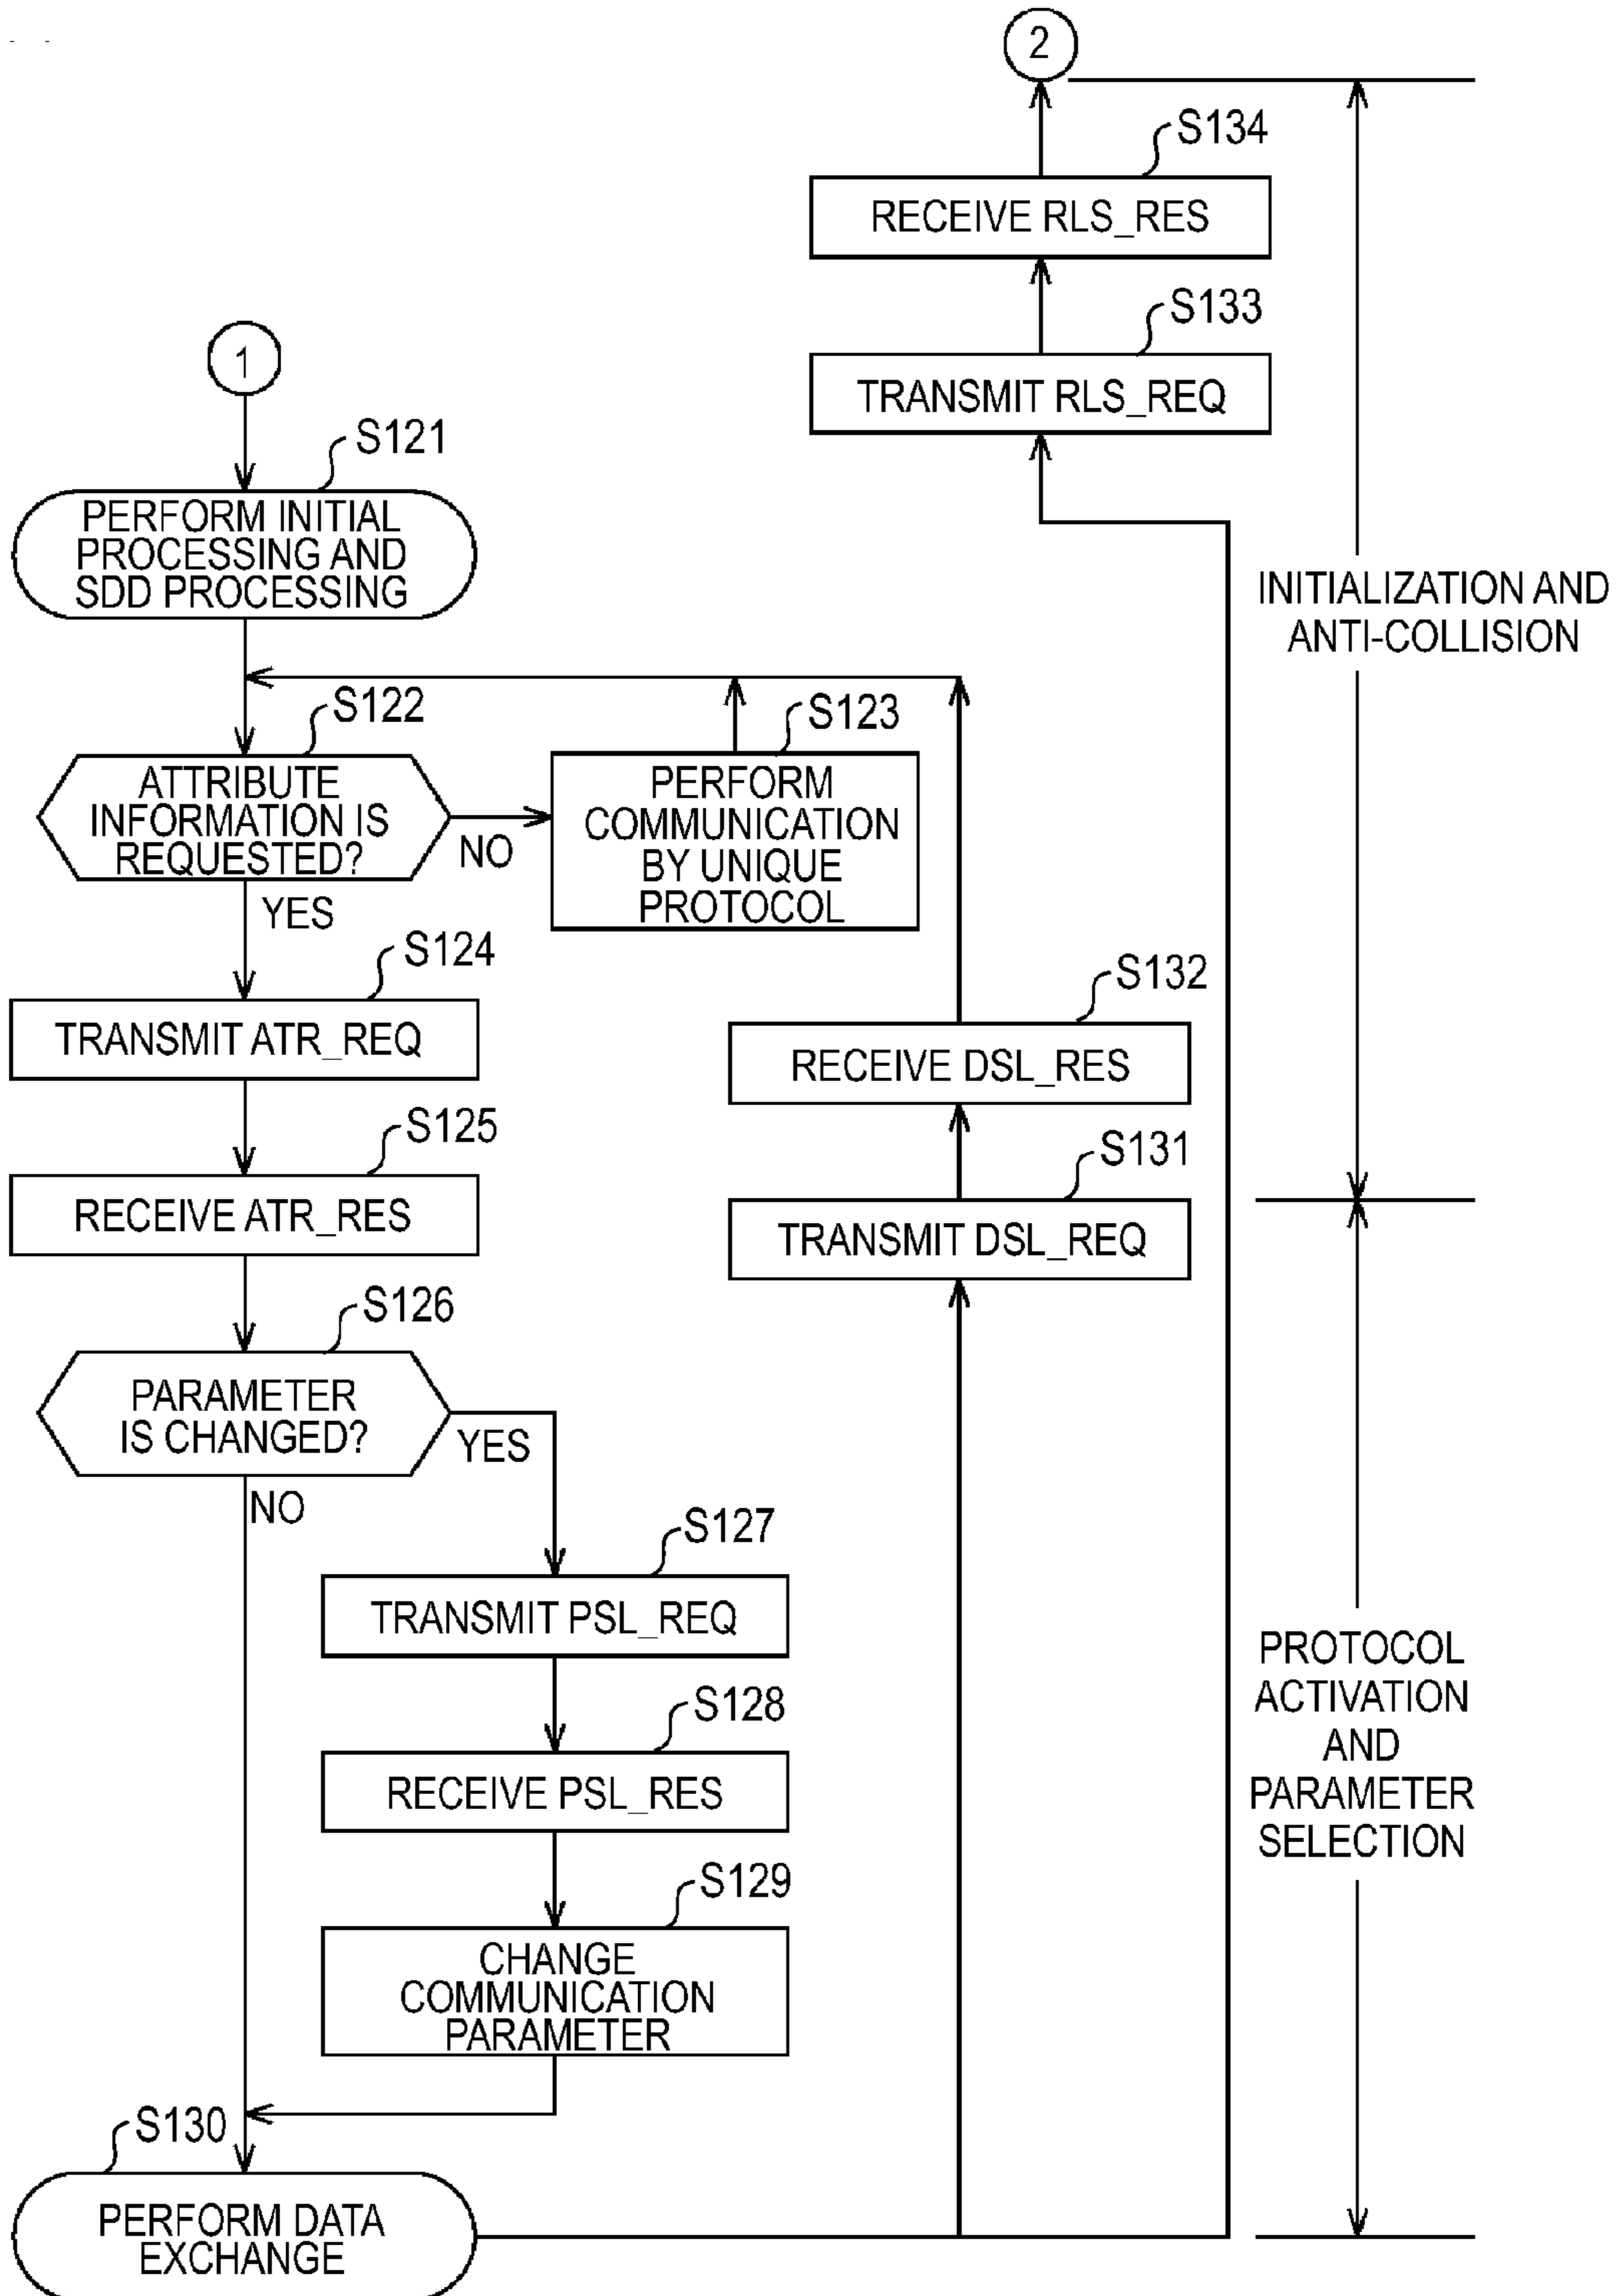 2
S134
RECEIVE RLS_RES
S133
TRANSMIT RLS_REQ
1
S121
PERFORM INITIAL
PROCESSING AND
SDD PROCESSING
INITIALIZATION AND
ANTI-COLLISION
S122
ATTRIBUTE
INFORMATION IS
REQUESTED?
NO
YES
S123
PERFORM
COMMUNICATION
BY UNIQUE
PROTOCOL
S124
TRANSMIT ATR_REQ
S132
RECEIVE DSL_RES
S125
RECEIVE ATR_RES
S131
TRANSMIT DSL_REQ
S126
PARAMETER
IS CHANGED?
YES
NO
S127
TRANSMIT PSL_REQ
S128
RECEIVE PSL_RES
S129
CHANGE
COMMUNICATION
PARAMETER
PROTOCOL
ACTIVATION
AND
PARAMETER
SELECTION
S130
PERFORM DATA
EXCHANGE